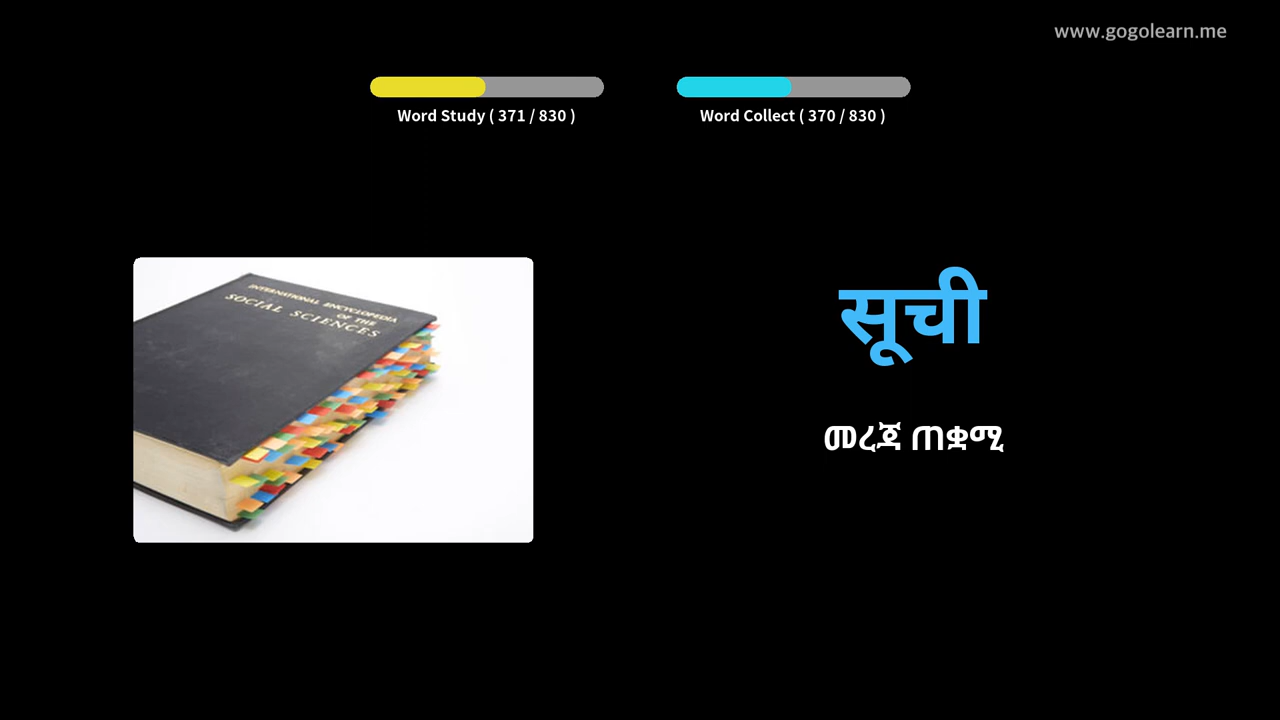 www.gogolearn.me
Word Study ( 371 / 830 )
Word Collect ( 370 / 830 )
INTERNATIONAL ENCYCLOPEDIA
OF THE
SOCIAL SCIENCES
सूची
መረጃ ጠቋሚ